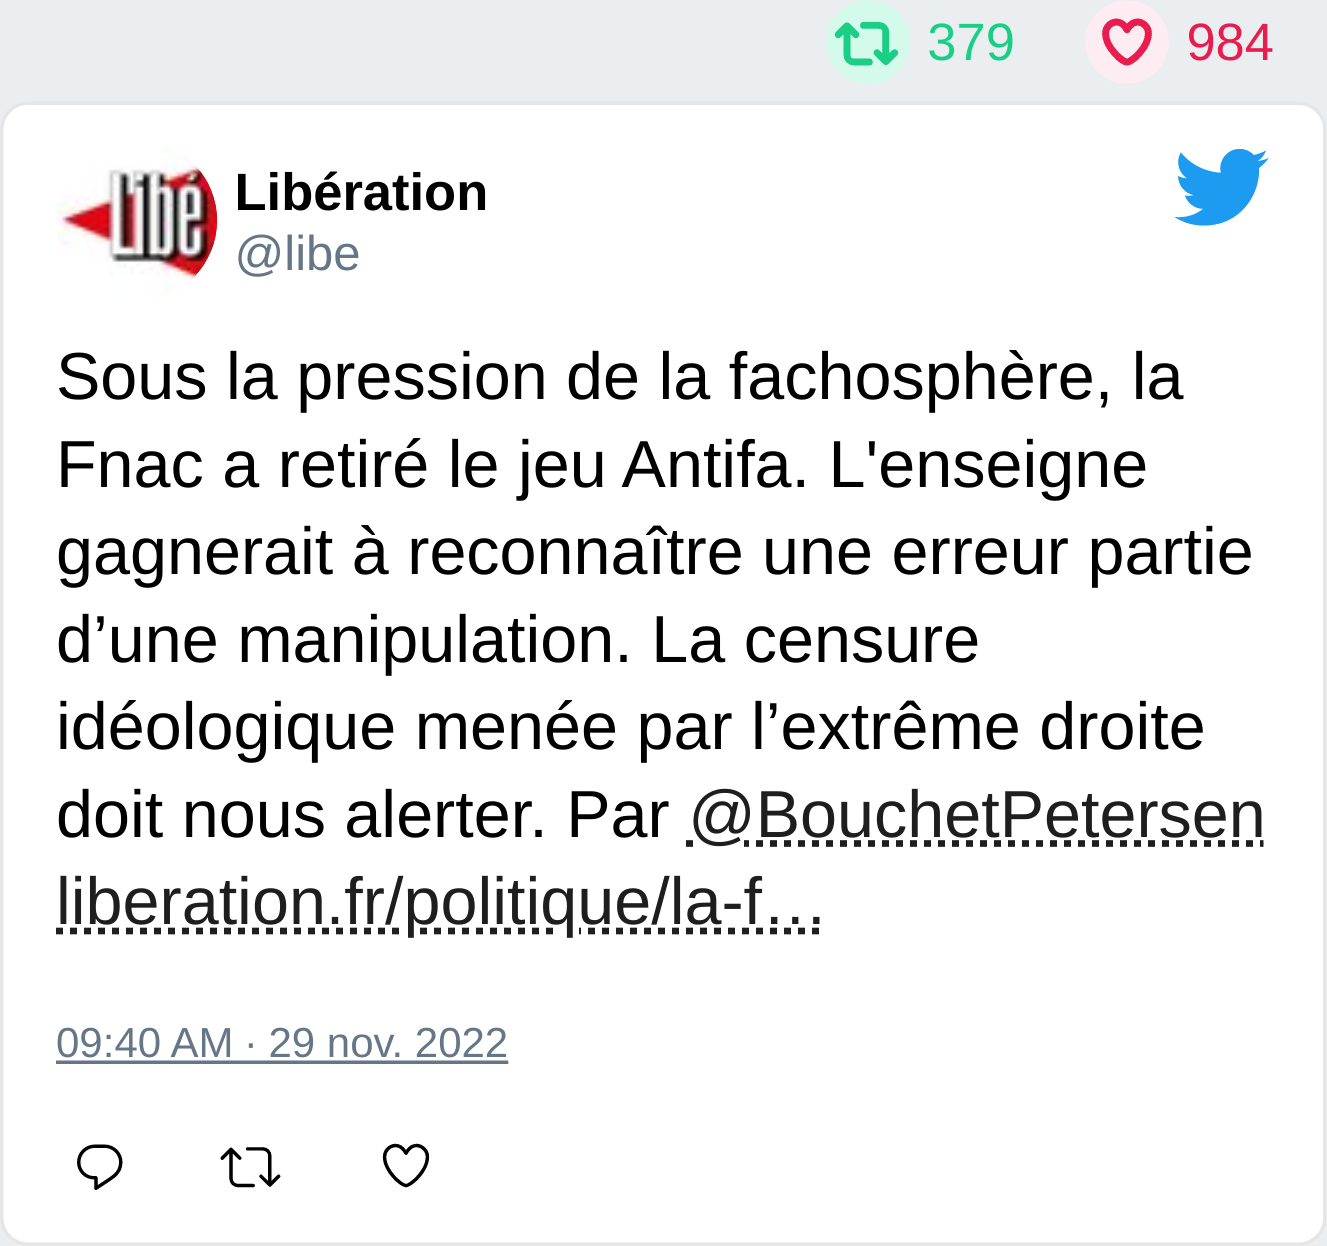 379 984
Libé
Libération
@libe
Sous la pression de la fachosphère, la
Fnac a retiré le jeu Antifa. L'enseigne
gagnerait à reconnaître une erreur partie
d’une manipulation. La censure
idéologique menée par l’extrême droite
doit nous alerter. Par @BouchetPetersen
liberation.fr/politique/la-f…
09:40 AM · 29 nov. 2022